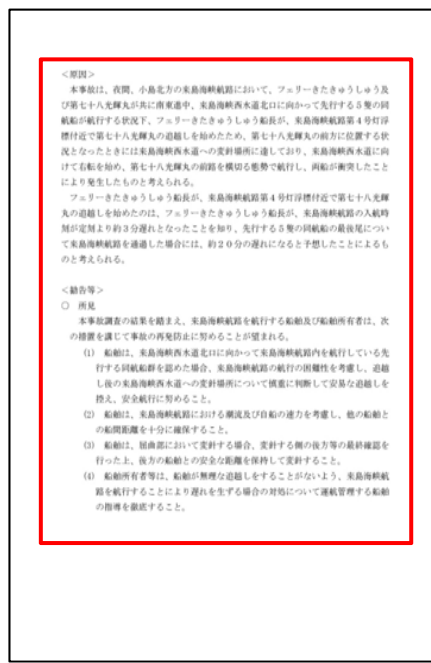 <原因>
本事故は、夜間、小島北方の来島海峡航路において、フェリーきたきゅうしゅう及
び第七十八光輝丸が共に南東進中、来島海峡西水道北口に向かって先行する5隻の同
航船が航行する状況下、フェリーきたきゅうしゅう船長が、来島海峡航路第4号灯浮
標付近で第七十八光輝丸の追越しを始めたため、第七十八光輝丸の前方に位置する状
況となったときには来島海峡西水道への変針場所に達しており、来島海峡西水道に向
けて右転を始め、第七十八光輝丸の前路を横切る態勢で航行し、両船が衝突したこと
により発生したものと考えられる。
フェリーきたきゅうしゅう船長が、来島海峡航路第4号灯浮標付近で第七十八光輝
丸の追越しを始めたのは、フェリーきたきゅうしゅう船長が、来島海峡航路の入航時
刻が定刻より約3分遅れとなったことを知り、先行する5隻の同航船の最後尾につい
て来島海峡航路を通過した場合には、約20分の遅れになると予想したことによるも
のと考えられる。
<勧告等>
○ 所見
本事故調査の結果を踏まえ、来島海峡航路を航行する船舶及び船舶所有者は、次
の措置を講じて事故の再発防止に努めることが望まれる。
(1) 船舶は、来島海峡西水道北口に向かって来島海峡航路内を航行している先
行する同航船群を認めた場合、来島海峡航路の航行の困難性を考慮し、追越
し後の来島海峡西水道への変針場所について慎重に判断して安易な追越しを
控え、安全航行に努めること。
(2) 船舶は、来島海峡航路における潮流及び自船の速力を考慮し、他の船舶と
の船間距離を十分に確保すること。
(3) 船舶は、屈曲部において変針する場合、変針する側の後方等の最終確認を
行った上、後方の船舶との安全な距離を保持して変針すること。
(4) 船舶所有者等は、船舶が無理な追越しをすることがないよう、来島海峡航
路を航行することにより遅れを生ずる場合の対処について運航管理する船舶
の指導を徹底すること。